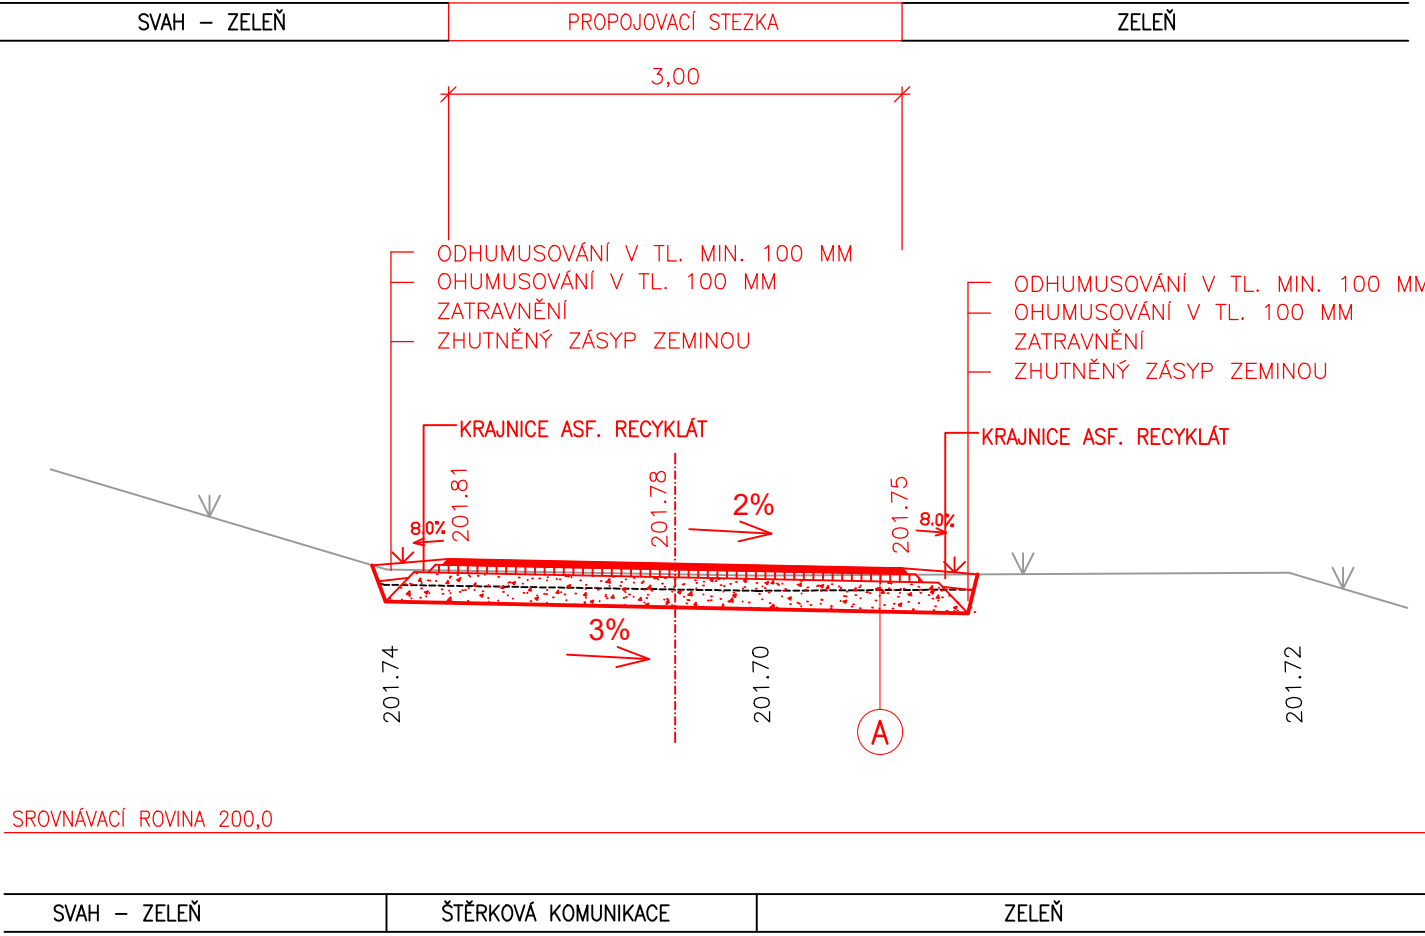 SVAH – ZELEŇ
PROPOJOVACÍ STEZKA
ZELEŇ
3,00
ODHUMUSOVÁNÍ V TL. MIN. 100 MM
OHUMUSOVÁNÍ V TL. 100 MM
ZATRAVNĚNÍ
ZHUTNĚNÝ ZÁSYP ZEMINOU
ODHUMUSOVÁNÍ V TL. MIN. 100 MM
OHUMUSOVÁNÍ V TL. 100 MM
ZATRAVNĚNÍ
ZHUTNĚNÝ ZÁSYP ZEMINOU
KRAJNICE ASF. RECYKLÁT
KRAJNICE ASF. RECYKLÁT
8.0%
201.81
201.78
2%
201.75
8.0%
3%
201.74
201.70
201.72
A
SROVNÁVACÍ ROVINA 200,0
SVAH – ZELEŇ
ŠTĚRKOVÁ KOMUNIKACE
ZELEŇ